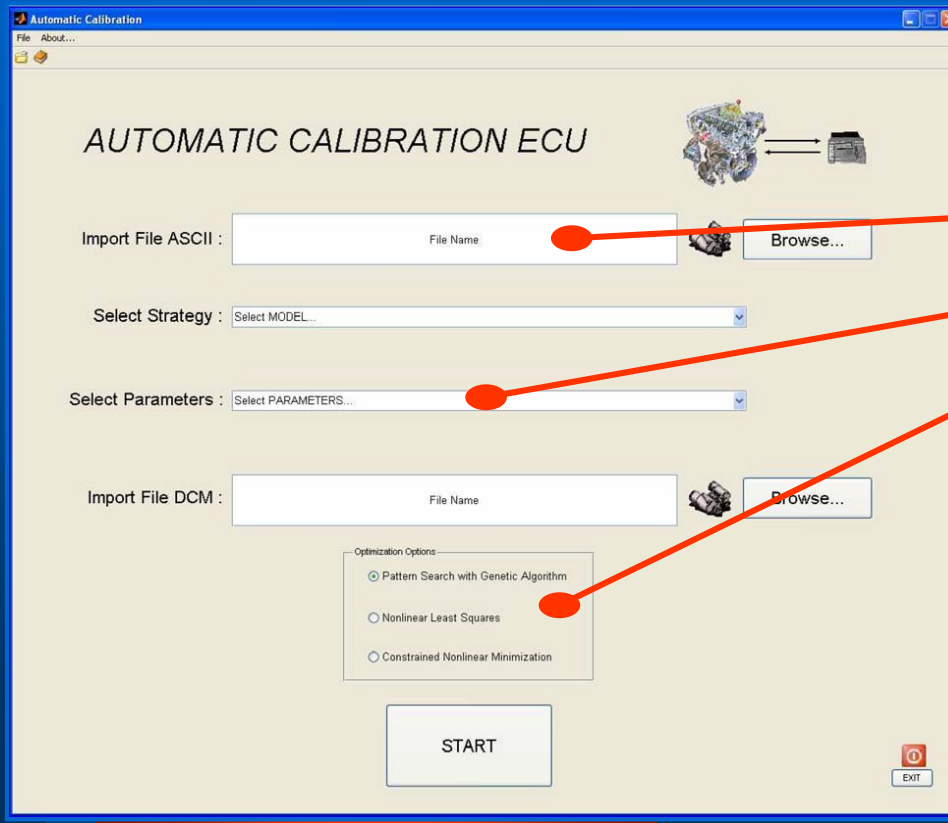 Automatic Calibration
File About...
AUTOMATIC CALIBRATION ECU
Import File ASCII :
File Name
Browse...
Select Strategy :
Select MODEL...
Select Parameters :
Select PARAMETERS...
Import File DCM :
File Name
Browse...
Optimization Options
Pattern Search with Genetic Algorithm
Nonlinear Least Squares
Constrained Nonlinear Minimization
START
EXIT